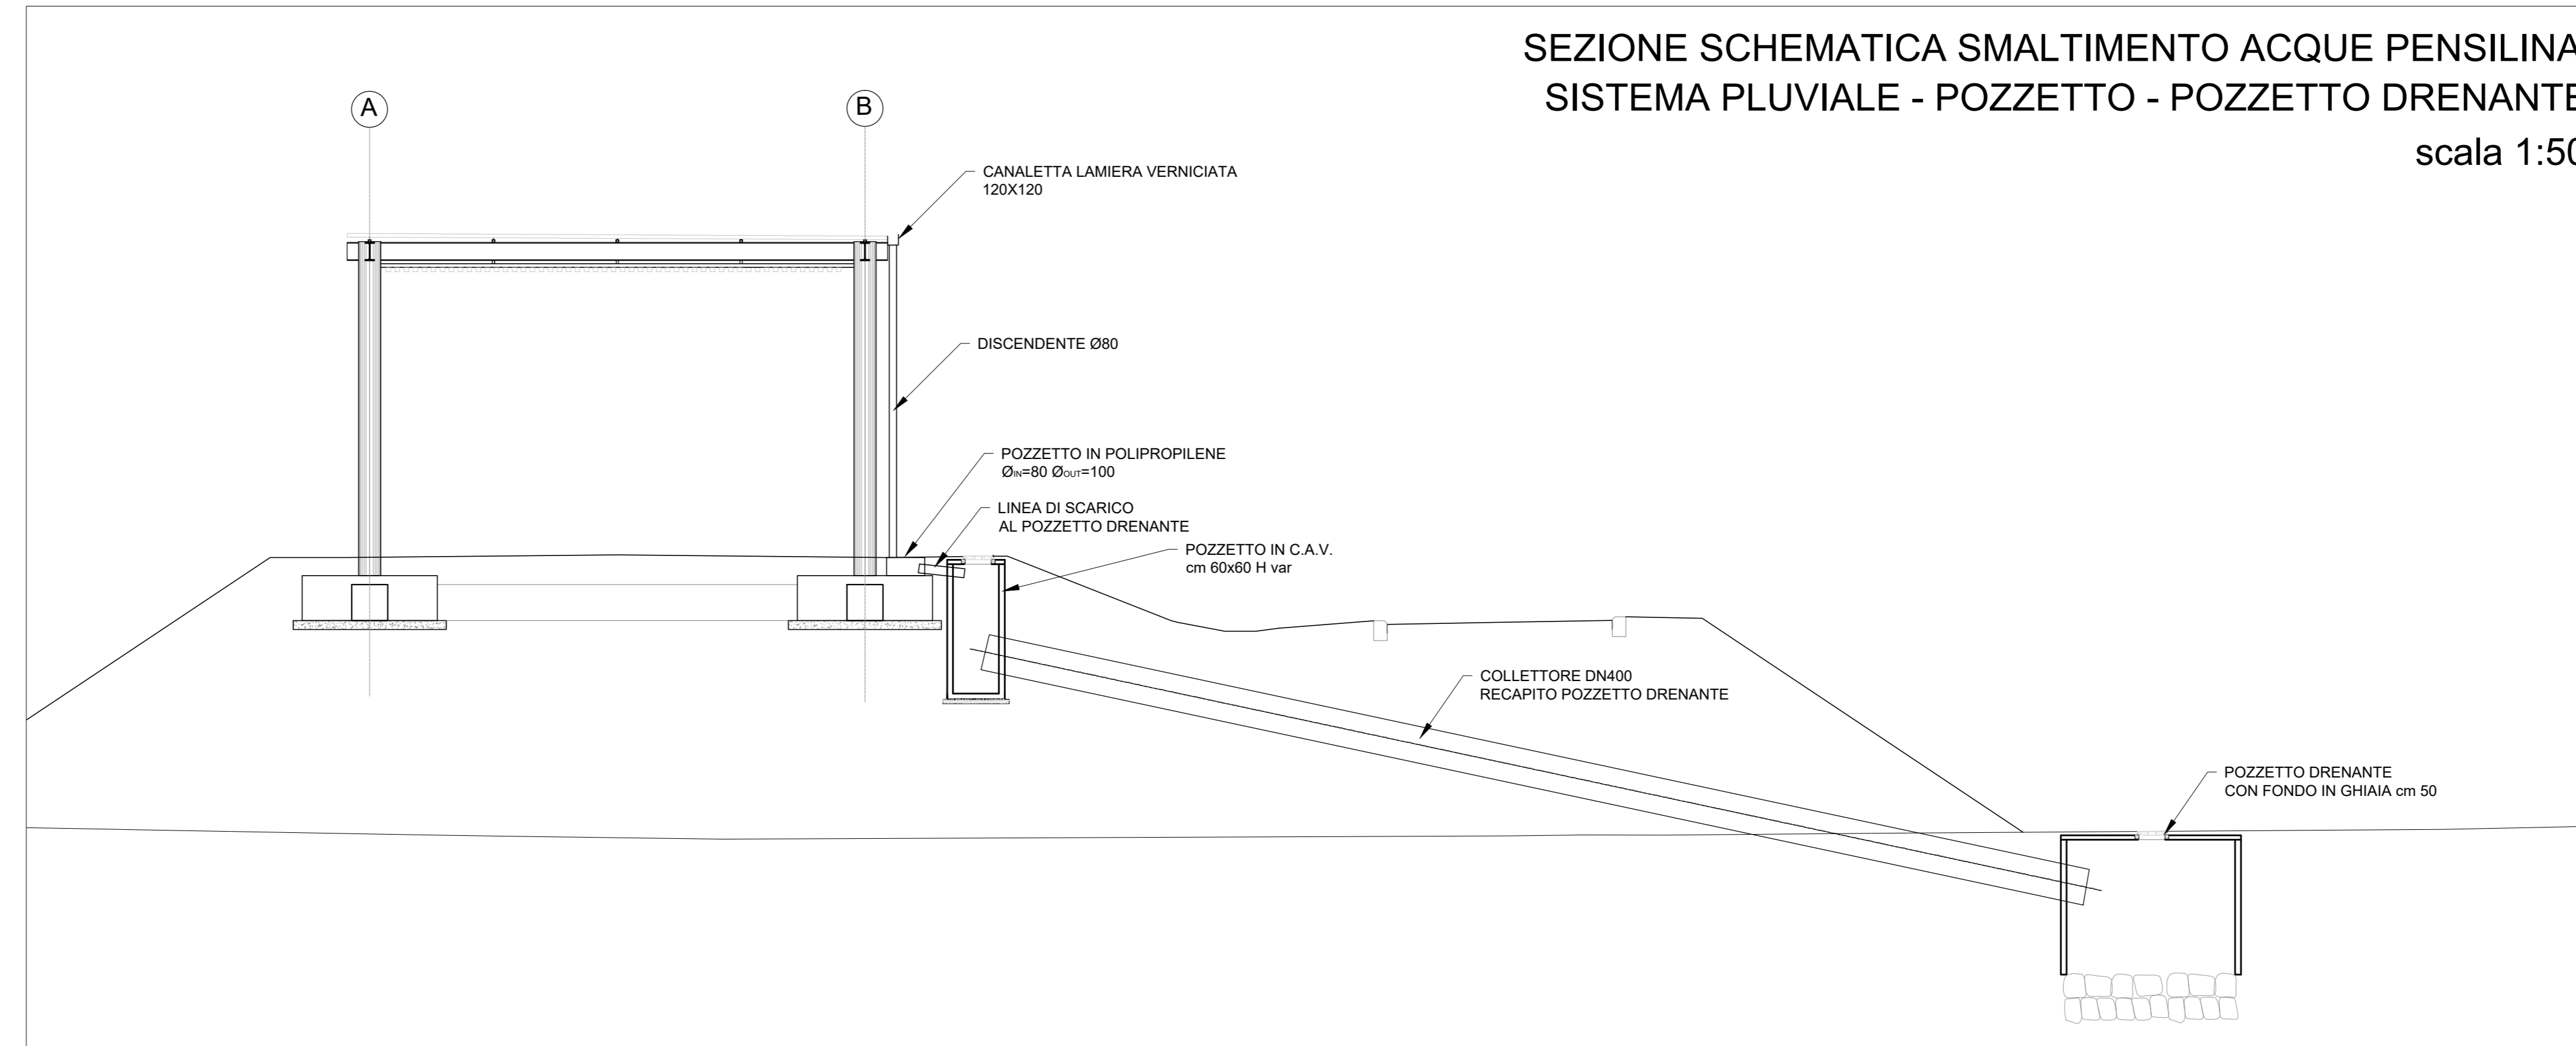 SEZIONE SCHEMATICA SMALTIMENTO ACQUE PENSILINA
SISTEMA PLUVIALE - POZZETTO - POZZETTO DRENANTE
scala 1:50
A
B
CANALETTA LAMIERA VERNICIATA
120X120
DISCENDENTE Ø80
POZZETTO IN POLIPROPILENE
ØIN=80 ØOUT=100
LINEA DI SCARICO
AL POZZETTO DRENANTE
POZZETTO IN C.A.V.
cm 60x60 H var
COLLETTORE DN400
RECAPITO POZZETTO DRENANTE
POZZETTO DRENANTE
CON FONDO IN GHIAIA cm 50